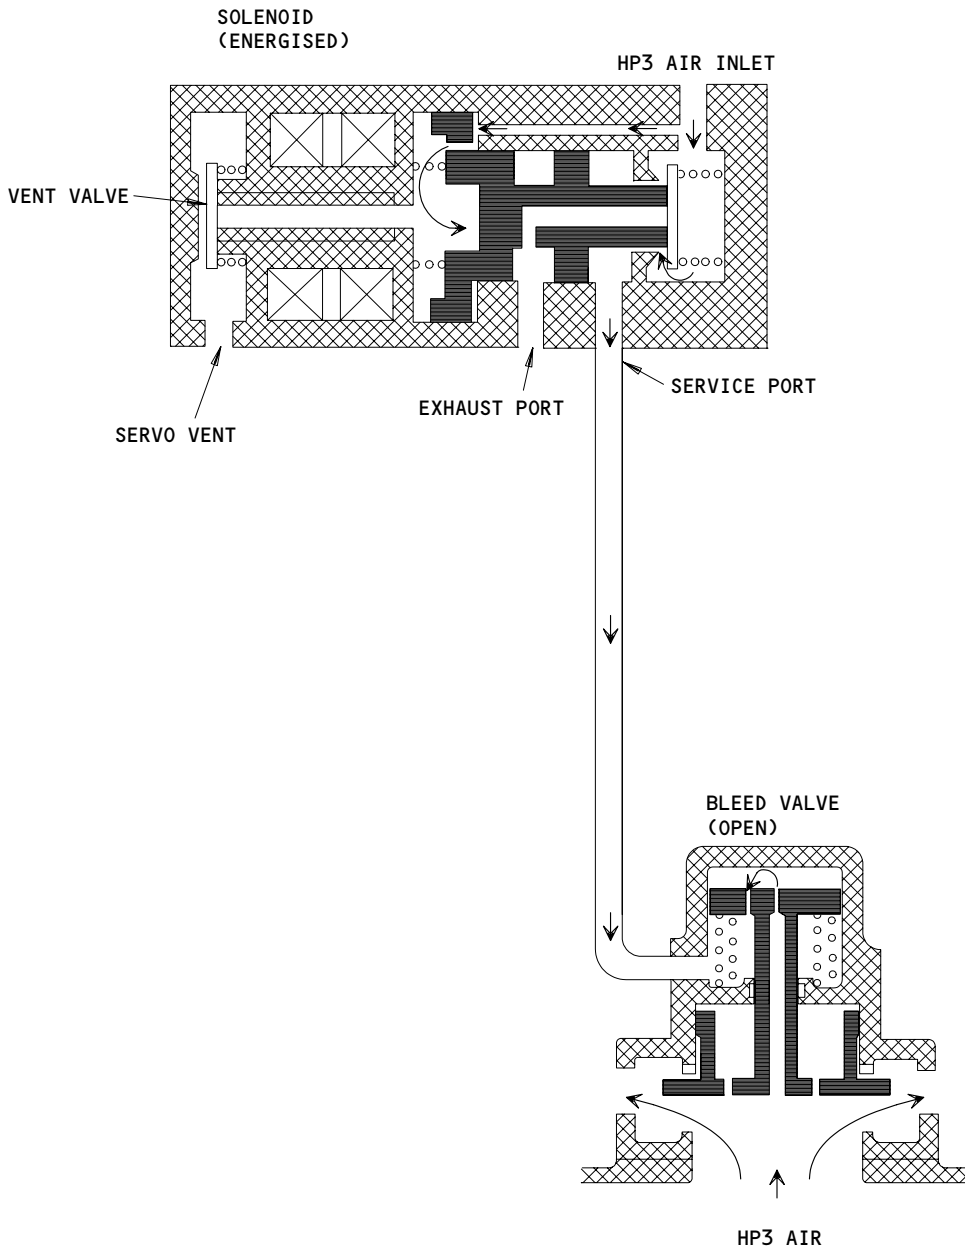 SOLENOID
(ENERGISED)
HP3 AIR INLET
VENT VALVE
SERVICE PORT
EXHAUST PORT
SERVO VENT
BLEED VALVE
(OPEN)
HP3 AIR